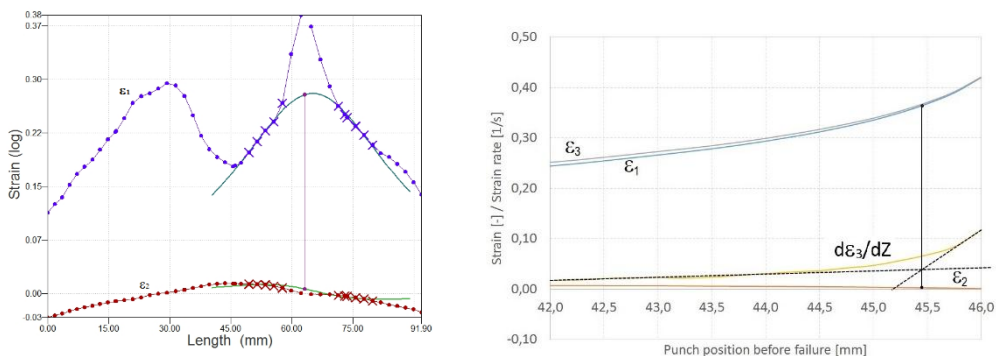 0.38
0.37
0.30
0.22
0.15
0.07
0.00
-0.03
Strain (log)
ε₁
ε₂
0.00 15.00 30.00 45.00 60.00 75.00 91.90
Length (mm)
0,50
0,40
0,30
0,20
0,10
0,00
-0,10
Strain [-] / Strain rate [1/s]
ε₃
ε₁
dε₃/dZ
ε₂
42,0 42,5 43,0 43,5 44,0 44,5 45,0 45,5 46,0
Punch position before failure [mm]